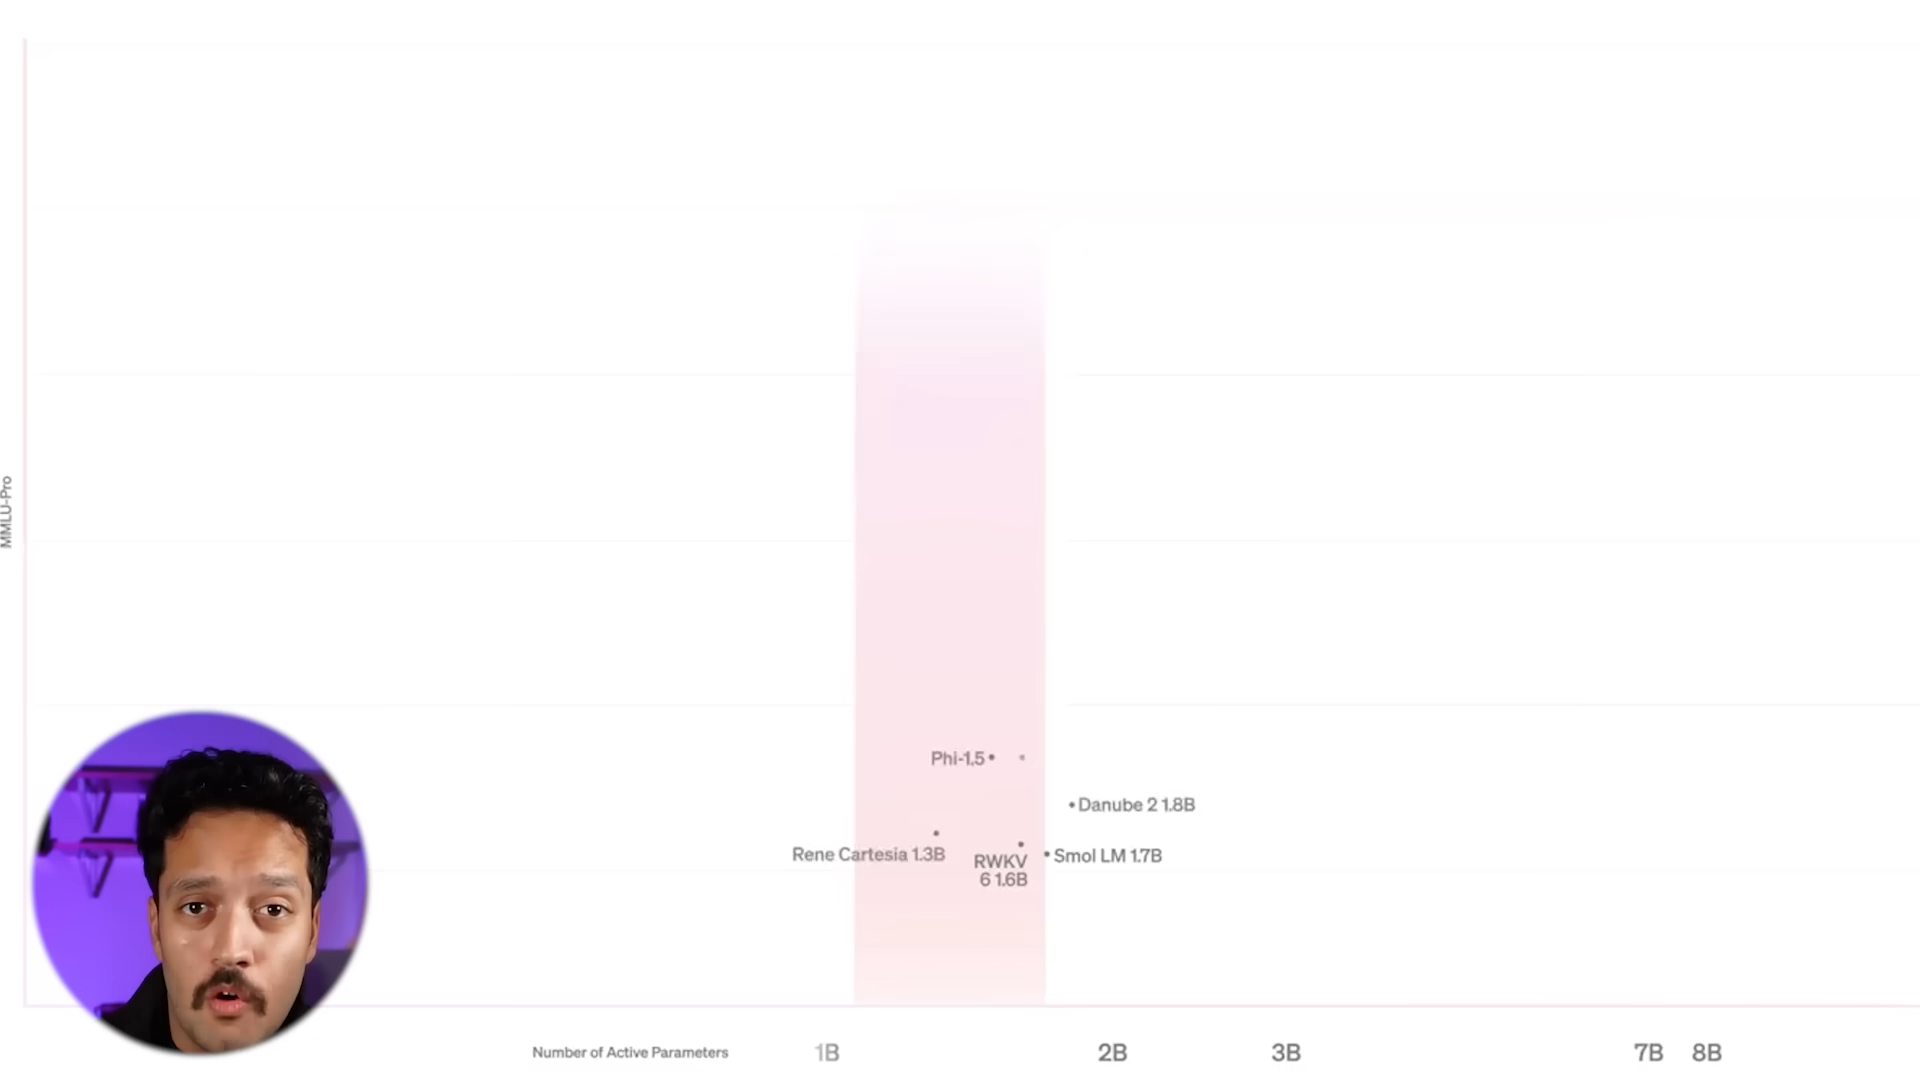 MMLU-Pro
Phi-1.5
Danube 2 1.8B
Rene Cartesia 1.3B
RWKV
6 1.6B
Smol LM 1.7B
Number of Active Parameters
1B
2B
3B
7B
8B